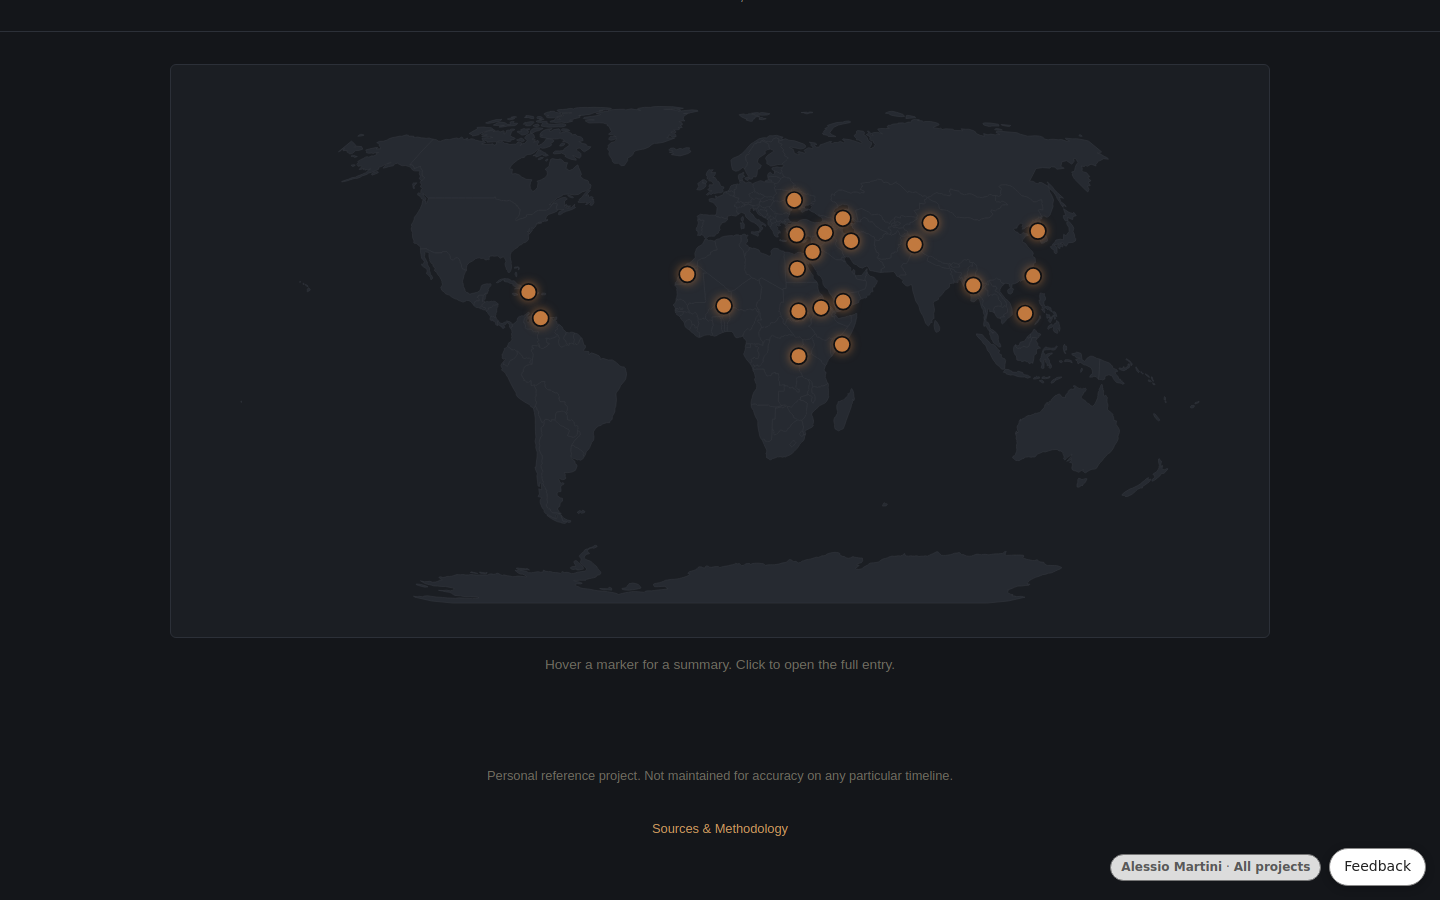 Hover a marker for a summary. Click to open the full entry.
Personal reference project. Not maintained for accuracy on any particular timeline.
Sources & Methodology
Alessio Martini · All projects
Feedback